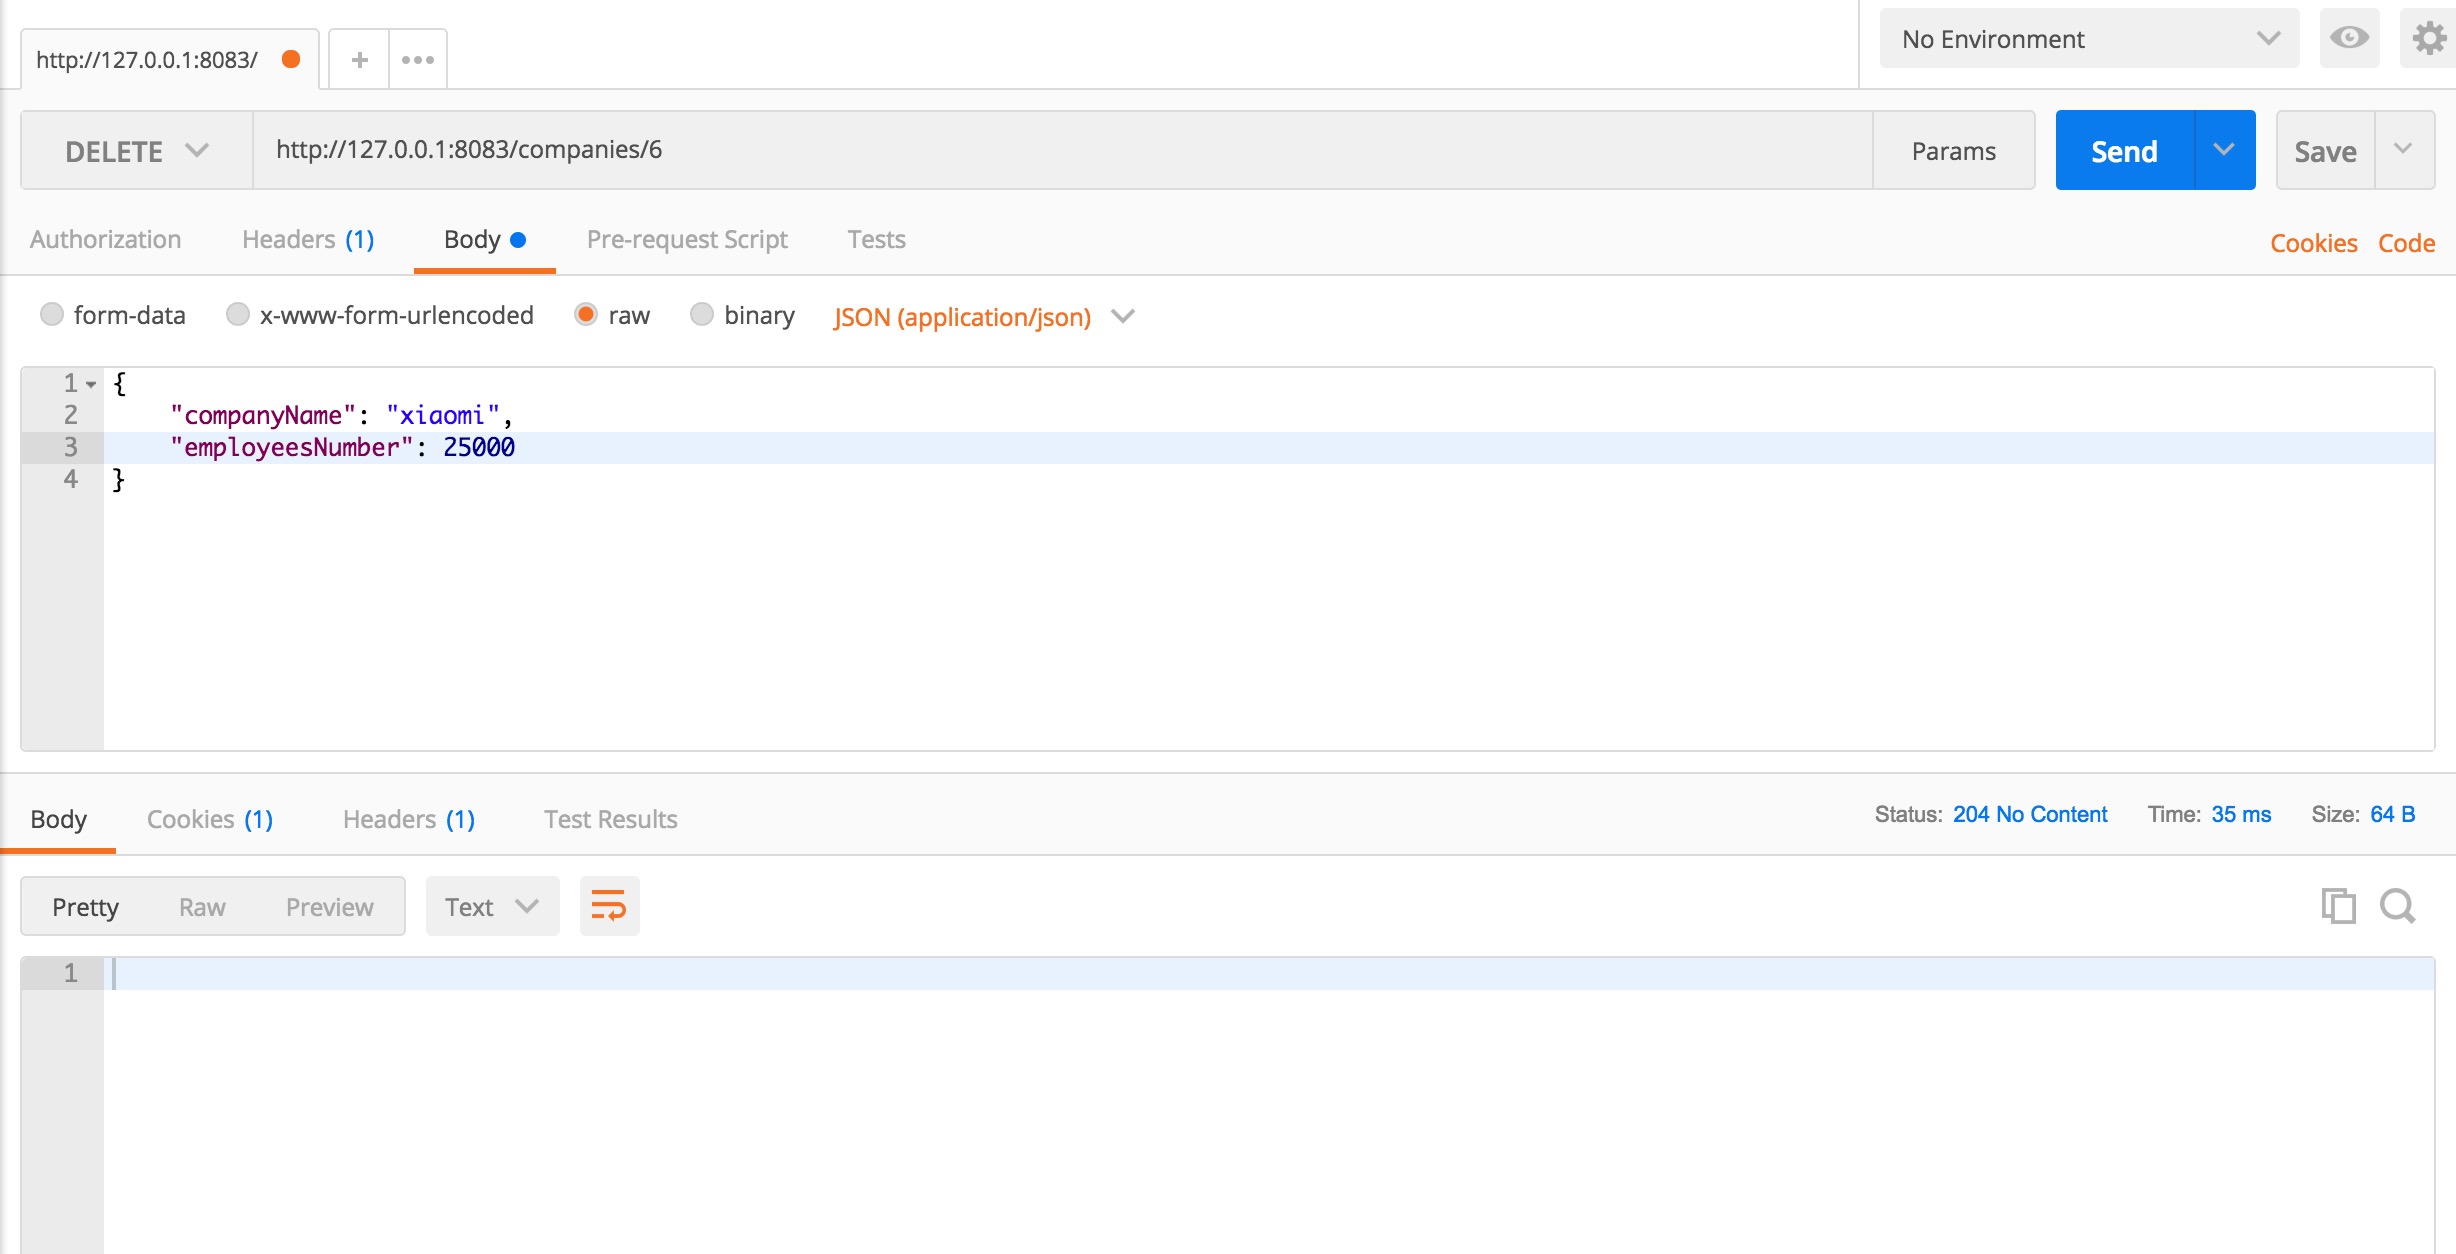 http://127.0.0.1:8083/
No Environment
DELETE http://127.0.0.1:8083/companies/6 Params Send Save
Authorization Headers (1) Body Pre-request Script Tests Cookies Code
form-data x-www-form-urlencoded raw binary JSON (application/json)
1 {
2 "companyName": "xiaomi",
3 "employeesNumber": 25000
4 }
Body Cookies (1) Headers (1) Test Results Status: 204 No Content Time: 35 ms Size: 64 B
Pretty Raw Preview Text
1